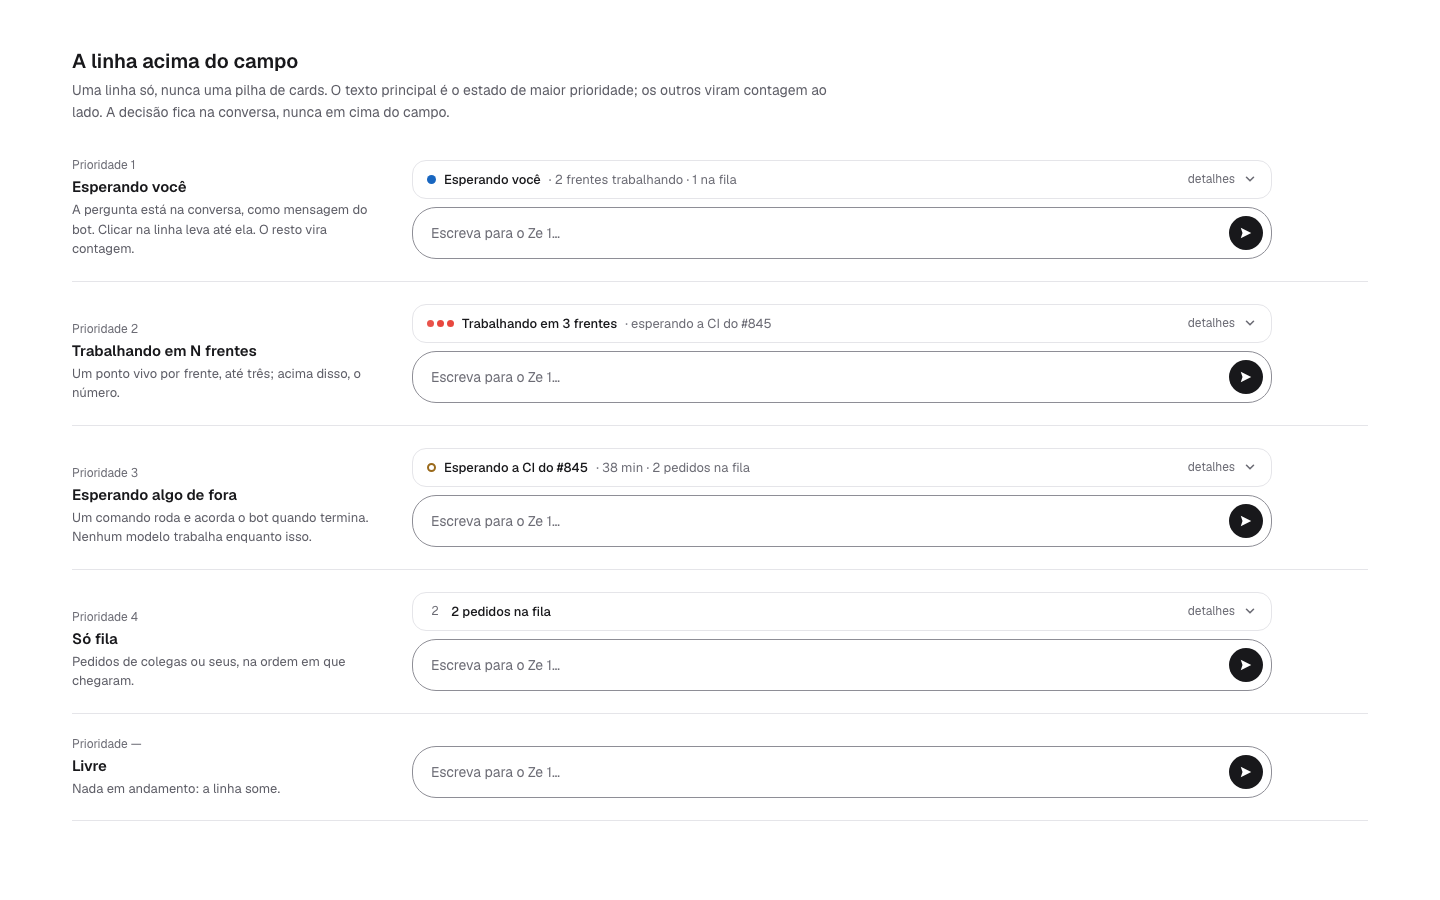 A linha acima do campo
Uma linha só, nunca uma pilha de cards. O texto principal é o estado de maior prioridade; os outros viram contagem ao
lado. A decisão fica na conversa, nunca em cima do campo.
Prioridade 1
Esperando você
A pergunta está na conversa, como mensagem do
bot. Clicar na linha leva até ela. O resto vira
contagem.
Esperando você · 2 frentes trabalhando · 1 na fila detalhes
Escreva para o Ze 1…
Prioridade 2
Trabalhando em N frentes
Um ponto vivo por frente, até três; acima disso, o
número.
Trabalhando em 3 frentes · esperando a CI do #845 detalhes
Escreva para o Ze 1…
Prioridade 3
Esperando algo de fora
Um comando roda e acorda o bot quando termina.
Nenhum modelo trabalha enquanto isso.
Esperando a CI do #845 · 38 min · 2 pedidos na fila detalhes
Escreva para o Ze 1…
Prioridade 4
Só fila
Pedidos de colegas ou seus, na ordem em que
chegaram.
2 2 pedidos na fila detalhes
Escreva para o Ze 1…
Prioridade —
Livre
Nada em andamento: a linha some.
Escreva para o Ze 1…